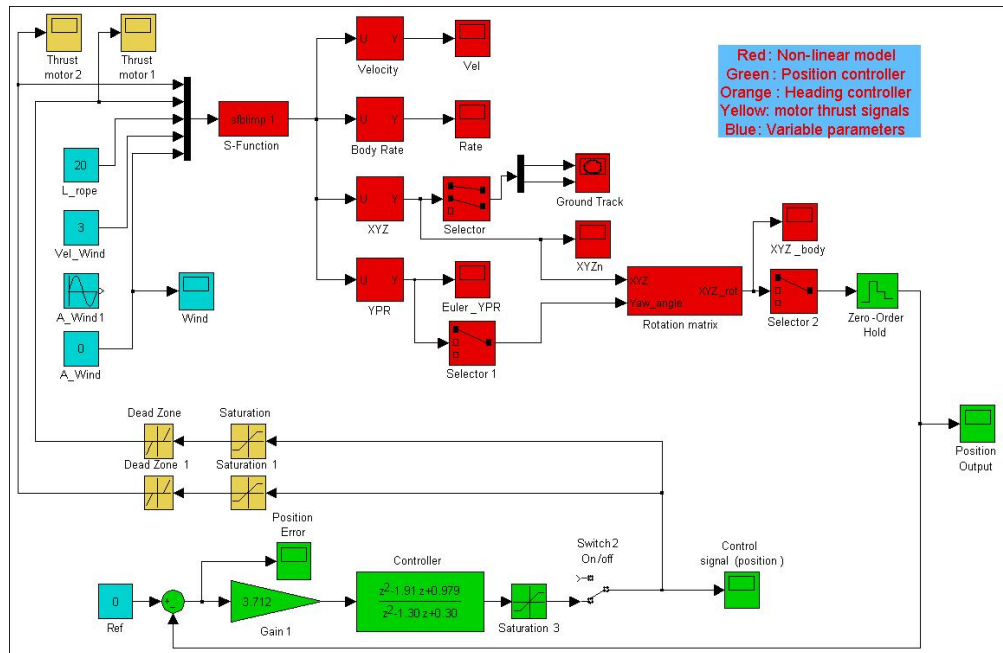 Thrust
motor 2
Thrust
motor 1
U Y
Velocity
Vel
Red : Non-linear model
Green : Position controller
Orange : Heading controller
Yellow: motor thrust signals
Blue: Variable parameters
sfblimp 1
S-Function
U Y
Body Rate
Rate
20
L_rope
U Y
XYZ
Selector
Ground Track
3
Vel_Wind
XYZn
XYZ_body
A_Wind1
Wind
U Y
YPR
Euler_YPR
XYZ
Yaw_angle
XYZ_rot
Rotation matrix
Selector 2
Zero-Order
Hold
0
A_Wind
Selector 1
Dead Zone
Saturation
Dead Zone 1
Saturation 1
Position
Output
Position
Error
Switch2
On/off
Control
signal (position )
Controller
0
Ref
+
-
3.712
Gain 1
z²-1.91 z+0.979
z²-1.30 z+0.30
Saturation 3